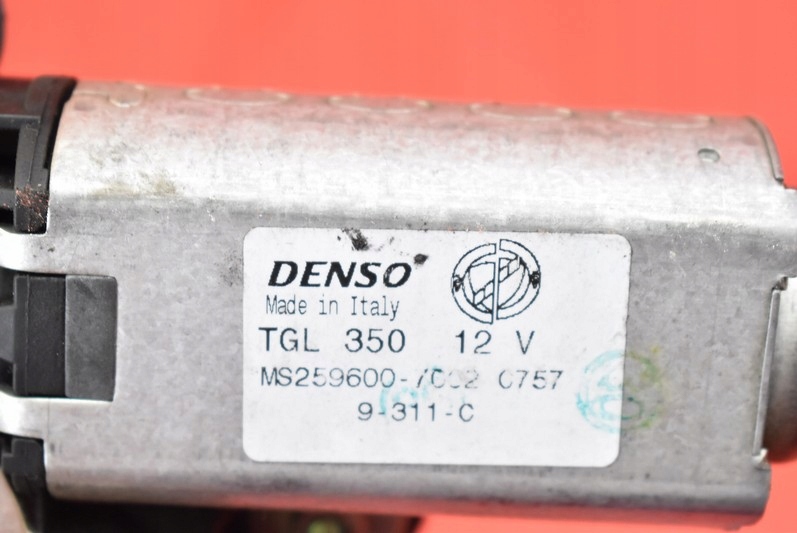 DENSO
Made in Italy
TGL 350 12 V
MS259600-7002 0757
9-311-C